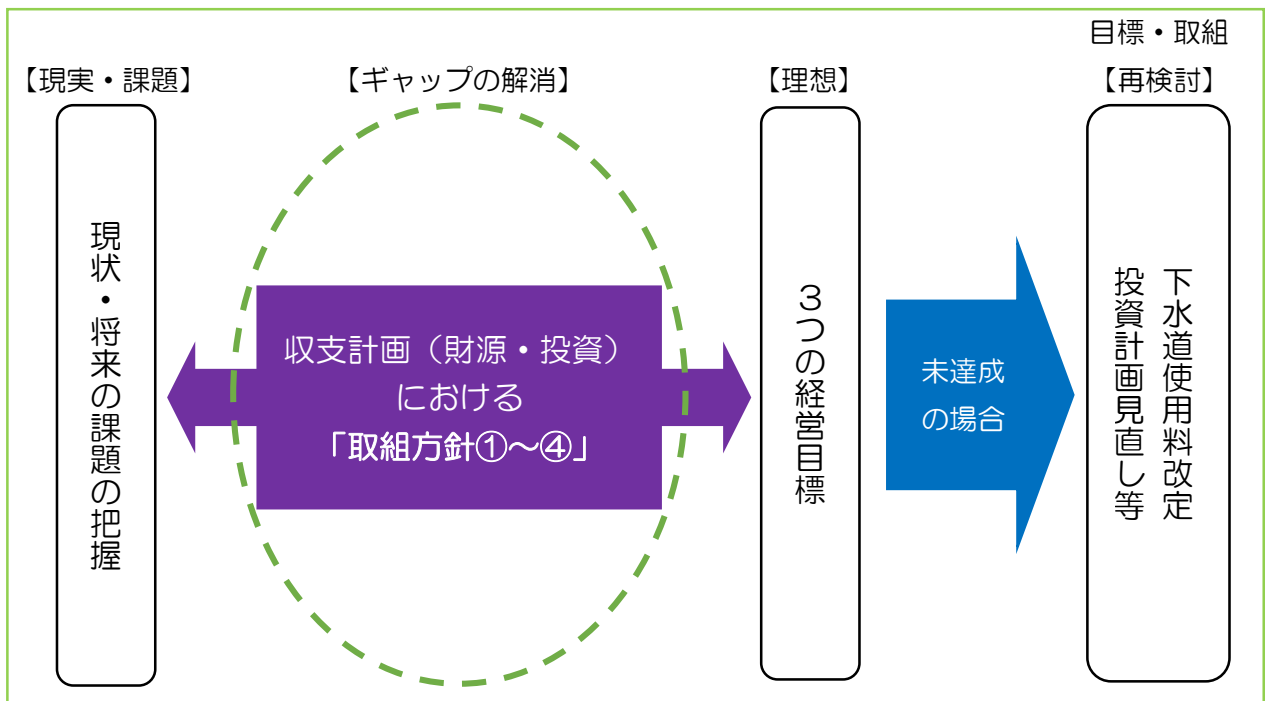 【現実・課題】
現状・将来の課題の把握
【ギャップの解消】
収支計画（財源・投資）
における
「取組方針①～④」
【理想】
３つの経営目標
未達成
の場合
目標・取組
【再検討】
下水道使用料改定
投資計画見直し等